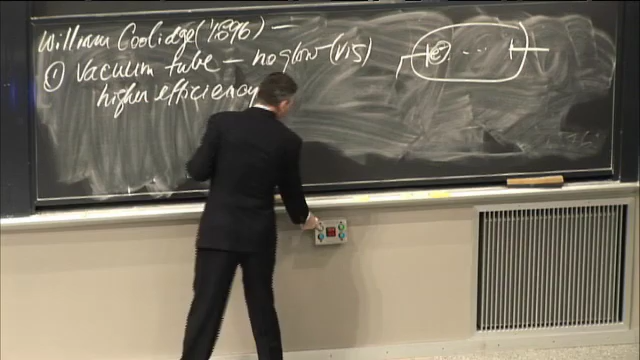 William Coolidge ('1896) —
① vacuum tube — no glow (vis)
higher efficiency
e⁻